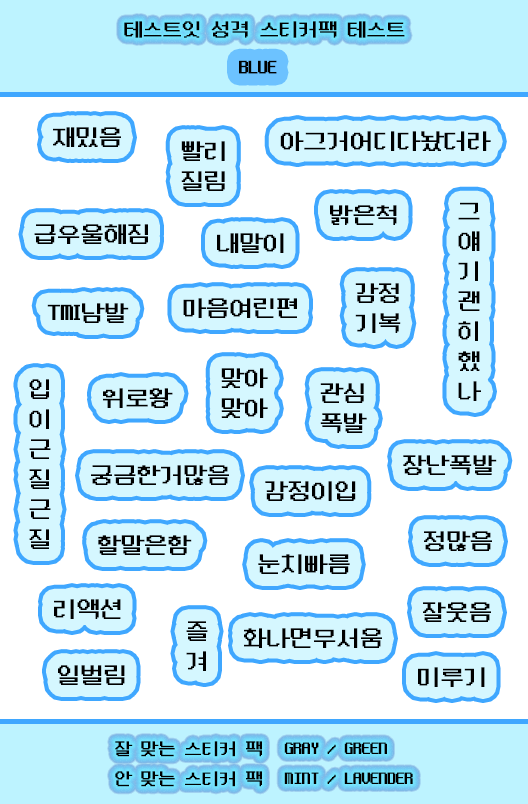 테스트잇 성격 스티커팩 테스트
BLUE
재밌음
빨리
질림
아그거어디다놨더라
밝은척
그
얘
기
괜
히
했
나
급우울해짐
내말이
감정
기복
TMI남발
마음여린편
입
이
근
질
근
질
위로왕
맞아
맞아
관심
폭발
궁금한거많음
감정이입
장난폭발
할말은함
눈치빠름
정많음
리액션
즐
겨
화나면무서움
잘웃음
일벌림
미루기
잘 맞는 스티커 팩 GRAY / GREEN
안 맞는 스티커 팩 MINT / LAVENDER